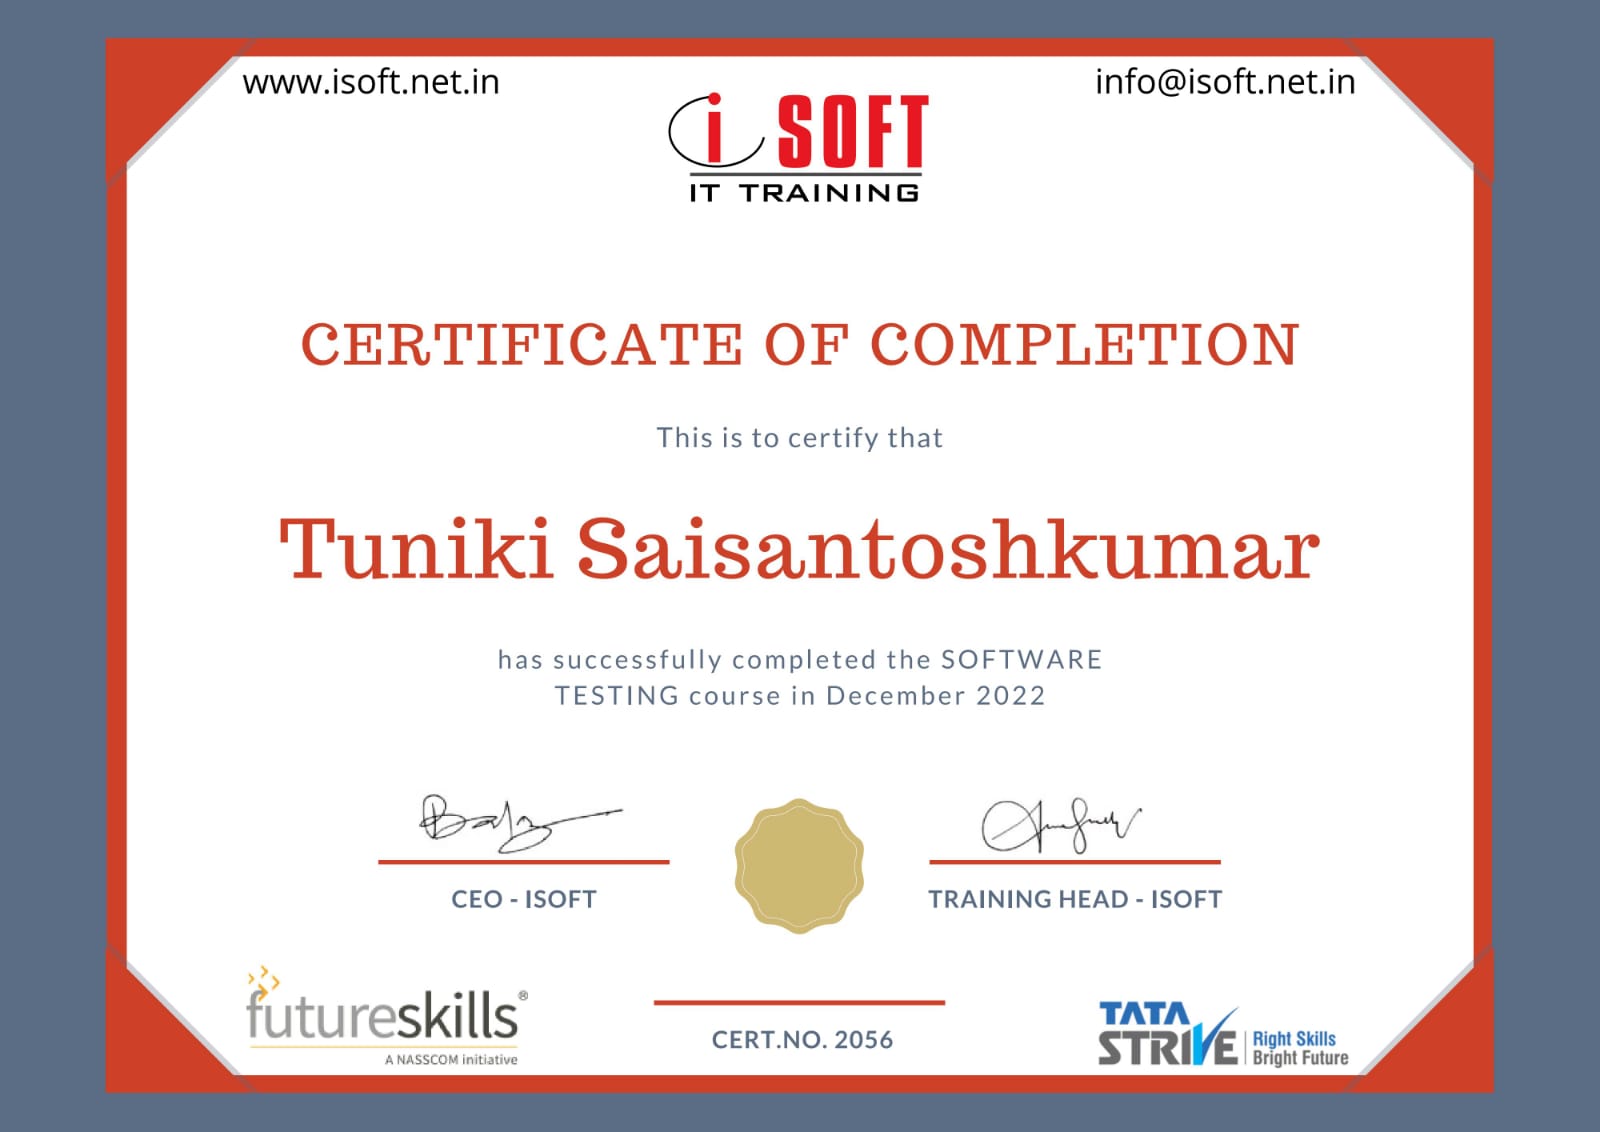 www.isoft.net.in
info@isoft.net.in
i SOFT
IT TRAINING
CERTIFICATE OF COMPLETION
This is to certify that
Tuniki Saisantoshkumar
has successfully completed the SOFTWARE
TESTING course in December 2022
CEO - ISOFT
TRAINING HEAD - ISOFT
futureskills®
A NASSCOM initiative
CERT.NO. 2056
TATA
STRIVE
Right Skills
Bright Future